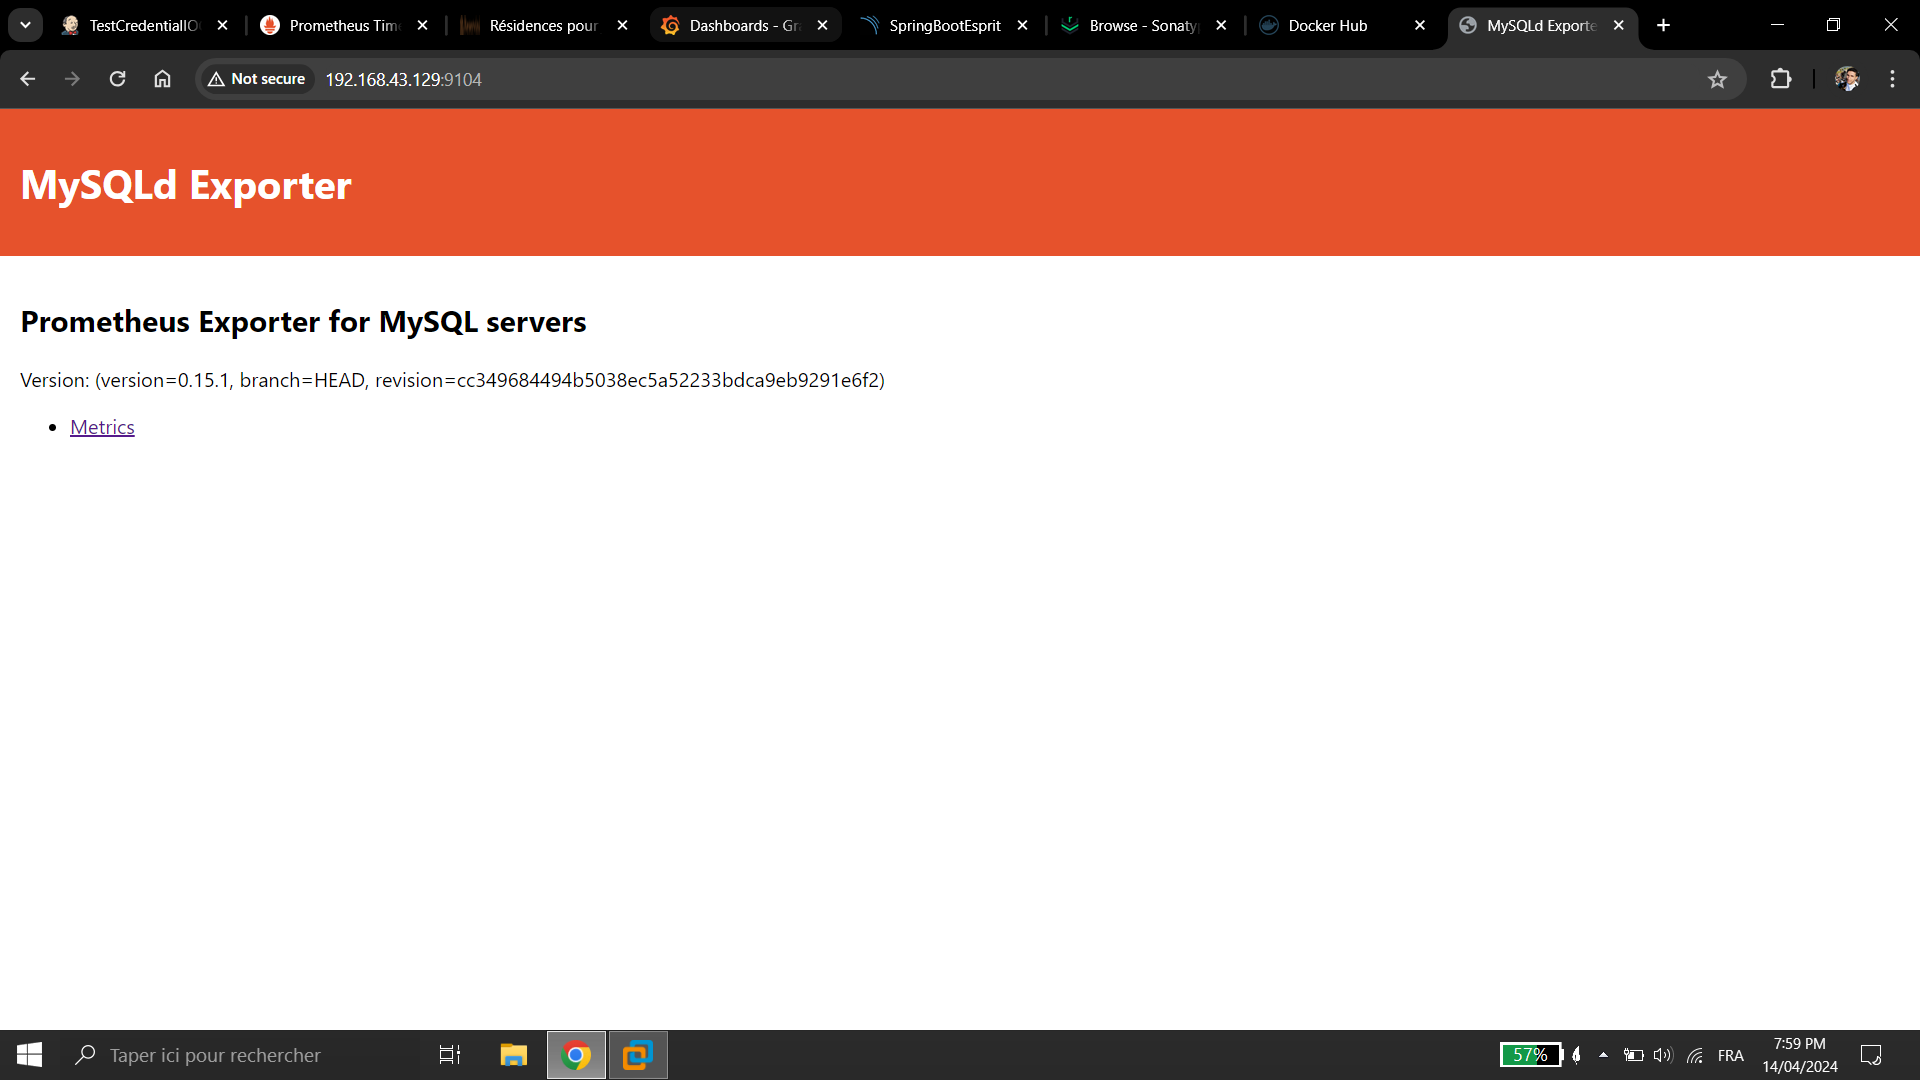 TestCredentialIO
Prometheus Time
Résidences pour
Dashboards - Gra
SpringBootEsprit
Browse - Sonaty
Docker Hub
MySQLd Exporte
Not secure
192.168.43.129:9104
MySQLd Exporter
Prometheus Exporter for MySQL servers
Version: (version=0.15.1, branch=HEAD, revision=cc349684494b5038ec5a52233bdca9eb9291e6f2)
Metrics
Taper ici pour rechercher
57%
FRA
7:59 PM
14/04/2024